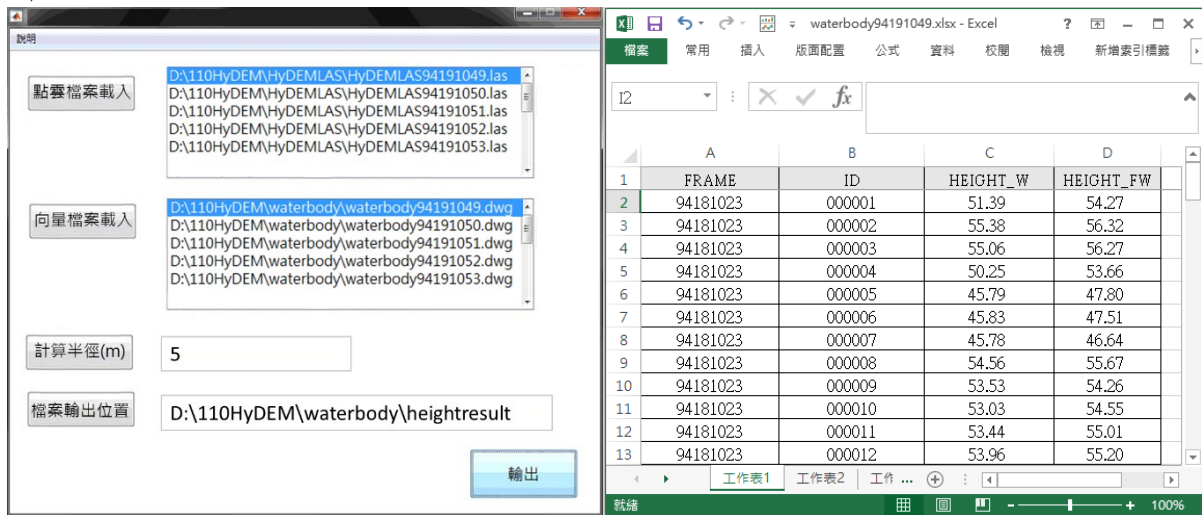 說明
點雲檔案載入
D:\110HyDEM\HyDEMLAS\HyDEMLAS94191049.las
D:\110HyDEM\HyDEMLAS\HyDEMLAS94191050.las
D:\110HyDEM\HyDEMLAS\HyDEMLAS94191051.las
D:\110HyDEM\HyDEMLAS\HyDEMLAS94191052.las
D:\110HyDEM\HyDEMLAS\HyDEMLAS94191053.las
向量檔案載入
D:\110HyDEM\waterbody\waterbody94191049.dwg
D:\110HyDEM\waterbody\waterbody94191050.dwg
D:\110HyDEM\waterbody\waterbody94191051.dwg
D:\110HyDEM\waterbody\waterbody94191052.dwg
D:\110HyDEM\waterbody\waterbody94191053.dwg
計算半徑(m) 5
檔案輸出位置 D:\110HyDEM\waterbody\heightresult
輸出
waterbody94191049.xlsx - Excel
檔案 常用 插入 版面配置 公式 資料 校閱 檢視 新增索引標籤
I2 fx
A B C D
1 FRAME ID HEIGHT_W HEIGHT_FW
2 94181023 000001 51.39 54.27
3 94181023 000002 55.38 56.32
4 94181023 000003 55.06 56.27
5 94181023 000004 50.25 53.66
6 94181023 000005 45.79 47.80
7 94181023 000006 45.83 47.51
8 94181023 000007 45.78 46.64
9 94181023 000008 54.56 55.67
10 94181023 000009 53.53 54.26
11 94181023 000010 53.03 54.55
12 94181023 000011 53.44 55.01
13 94181023 000012 53.96 55.20
工作表1 工作表2 工作 ...
就緒 100%